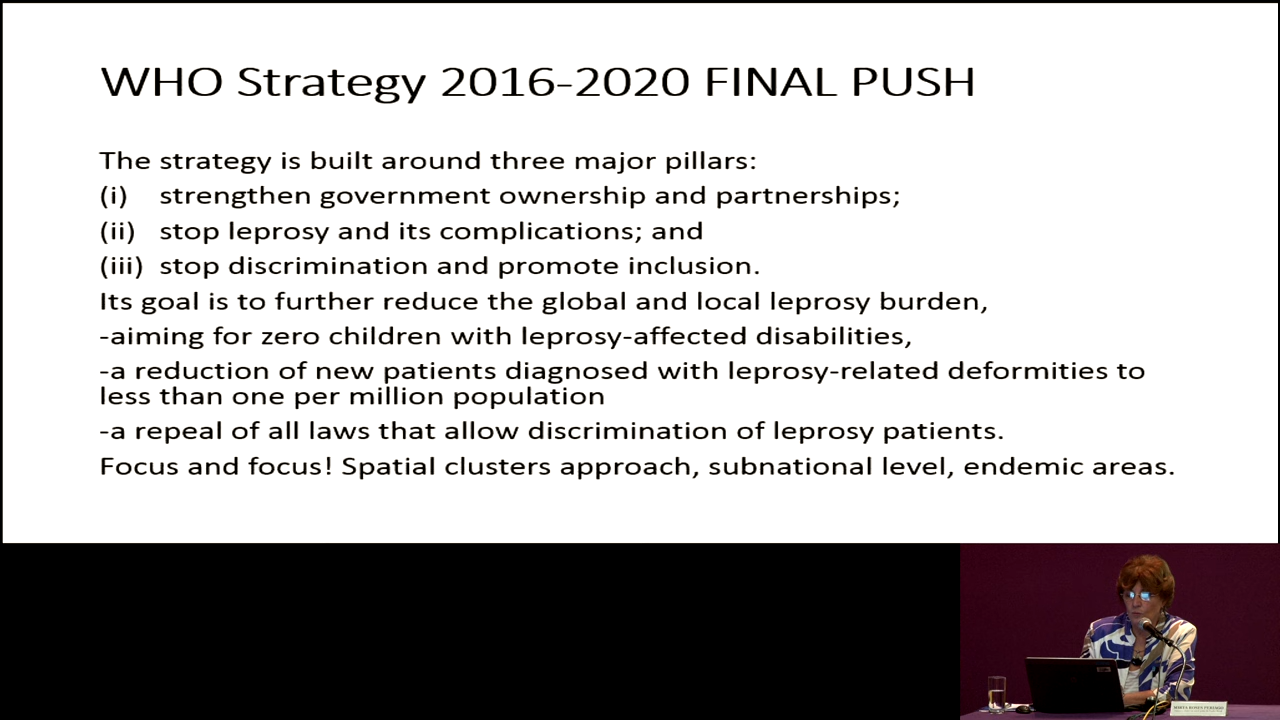 WHO Strategy 2016-2020 FINAL PUSH
The strategy is built around three major pillars:
(i) strengthen government ownership and partnerships;
(ii) stop leprosy and its complications; and
(iii) stop discrimination and promote inclusion.
Its goal is to further reduce the global and local leprosy burden,
-aiming for zero children with leprosy-affected disabilities,
-a reduction of new patients diagnosed with leprosy-related deformities to
less than one per million population
-a repeal of all laws that allow discrimination of leprosy patients.
Focus and focus! Spatial clusters approach, subnational level, endemic areas.